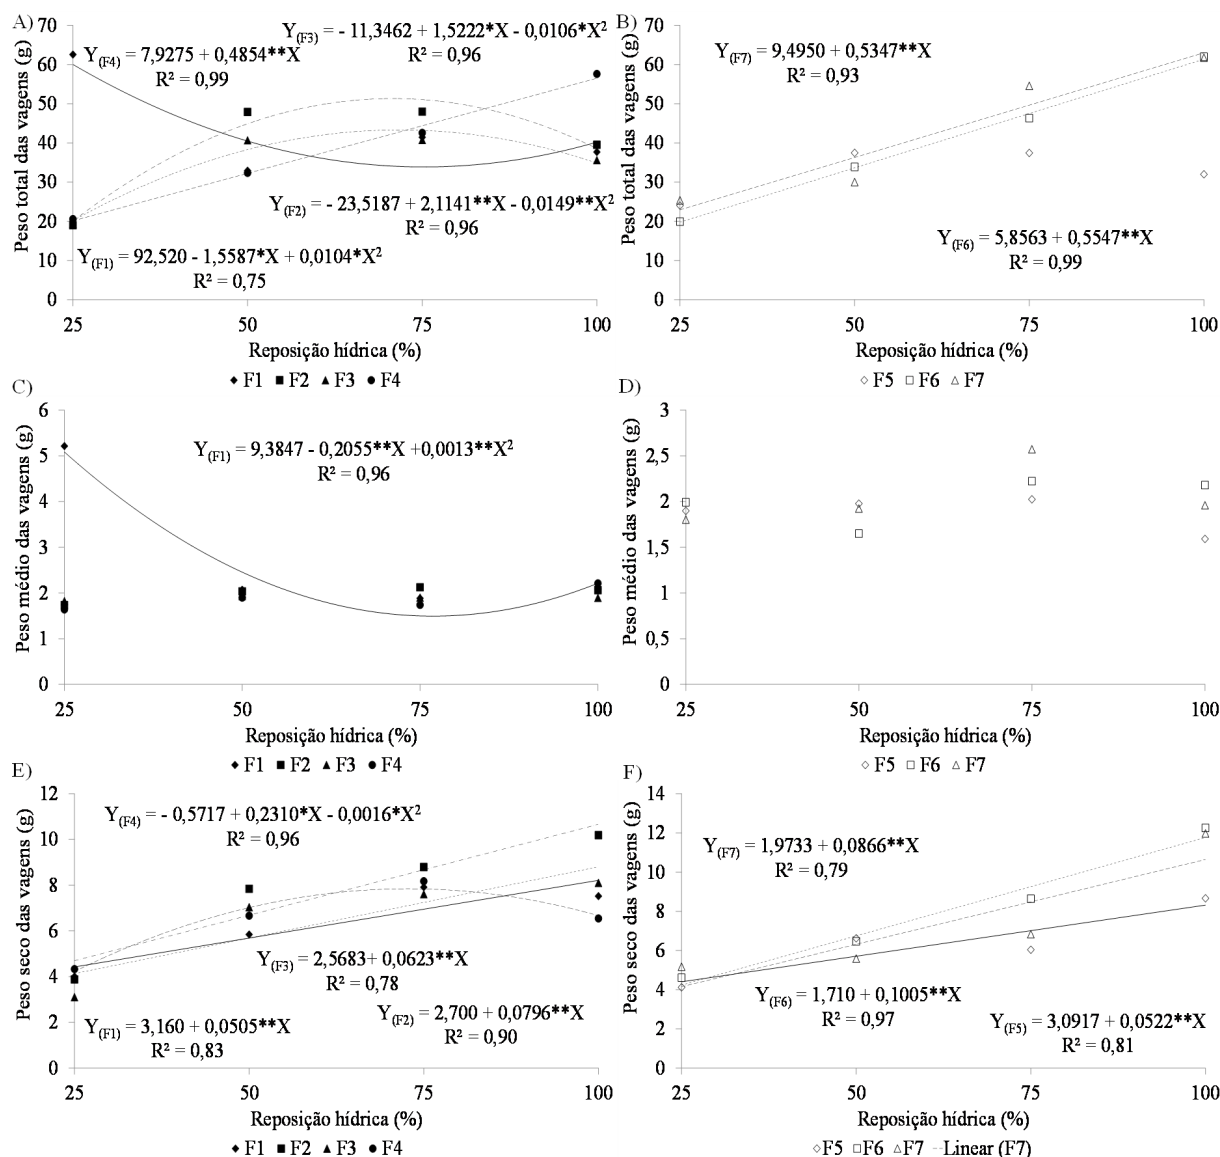 A)
Peso total das vagens (g)
70
60
50
40
30
20
10
0
25
50
75
100
Y(F4) = 7,9275 + 0,4854**X
R² = 0,99
Y(F3) = - 11,3462 + 1,5222*X - 0,0106*X²
R² = 0,96
Y(F2) = - 23,5187 + 2,1141**X - 0,0149**X²
R² = 0,96
Y(F1) = 92,520 - 1,5587*X + 0,0104*X²
R² = 0,75
Reposição hídrica (%)
F1 F2 F3 F4
B)
Peso total das vagens (g)
70
60
50
40
30
20
10
0
25
50
75
100
Y(F7) = 9,4950 + 0,5347**X
R² = 0,93
Y(F6) = 5,8563 + 0,5547**X
R² = 0,99
Reposição hídrica (%)
F5 F6 F7
C)
Peso médio das vagens (g)
6
5
4
3
2
1
0
25
50
75
100
Y(F1) = 9,3847 - 0,2055**X +0,0013**X²
R² = 0,96
Reposição hídrica (%)
F1 F2 F3 F4
D)
Peso médio das vagens (g)
3
2,5
2
1,5
1
0,5
0
25
50
75
100
Reposição hídrica (%)
F5 F6 F7
E)
Peso seco das vagens (g)
12
10
8
6
4
2
0
25
50
75
100
Y(F4) = - 0,5717 + 0,2310*X - 0,0016*X²
R² = 0,96
Y(F3) = 2,5683+ 0,0623**X
R² = 0,78
Y(F2) = 2,700 + 0,0796**X
R² = 0,90
Y(F1) = 3,160 + 0,0505**X
R² = 0,83
Reposição hídrica (%)
F1 F2 F3 F4
F)
Peso seco das vagens (g)
14
12
10
8
6
4
2
0
25
50
75
100
Y(F7) = 1,9733 + 0,0866**X
R² = 0,79
Y(F6) = 1,710 + 0,1005**X
R² = 0,97
Y(F5) = 3,0917 + 0,0522**X
R² = 0,81
Reposição hídrica (%)
F5 F6 F7 Linear (F7)